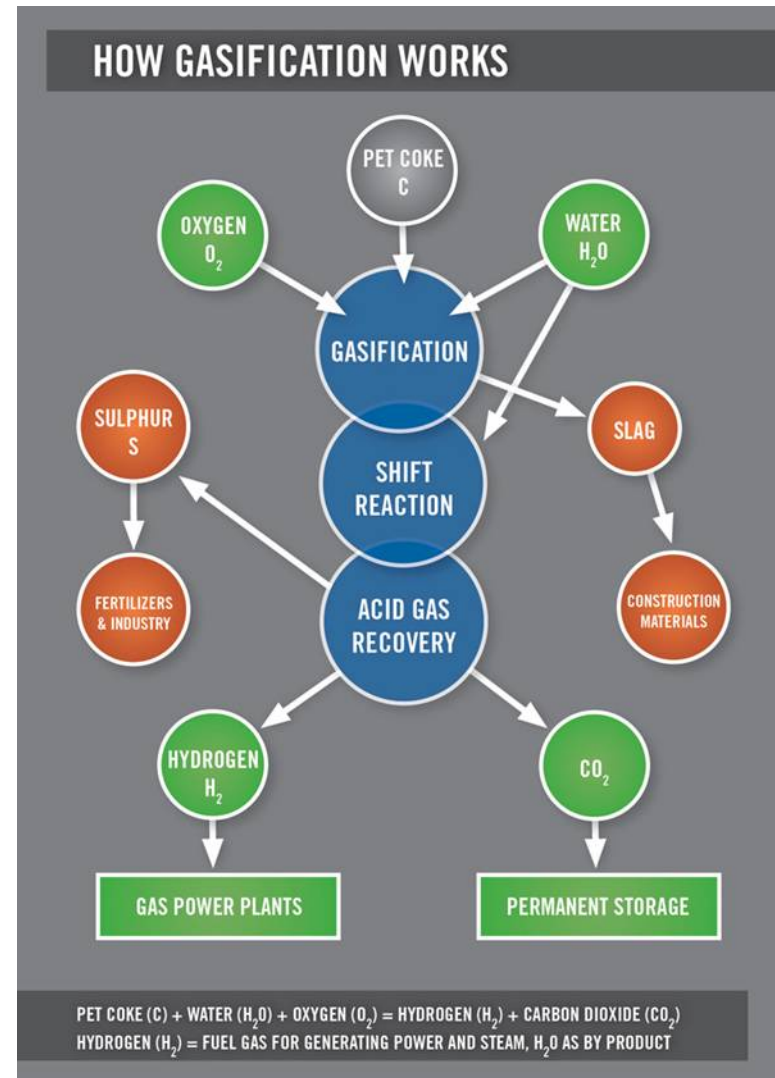 HOW GASIFICATION WORKS
PET COKE
C
OXYGEN
O₂
WATER
H₂O
GASIFICATION
SULPHUR
S
SLAG
SHIFT
REACTION
FERTILIZERS
& INDUSTRY
ACID GAS
RECOVERY
CONSTRUCTION
MATERIALS
HYDROGEN
H₂
CO₂
GAS POWER PLANTS
PERMANENT STORAGE
PET COKE (C) + WATER (H₂O) + OXYGEN (O₂) = HYDROGEN (H₂) + CARBON DIOXIDE (CO₂)
HYDROGEN (H₂) = FUEL GAS FOR GENERATING POWER AND STEAM, H₂O AS BY PRODUCT